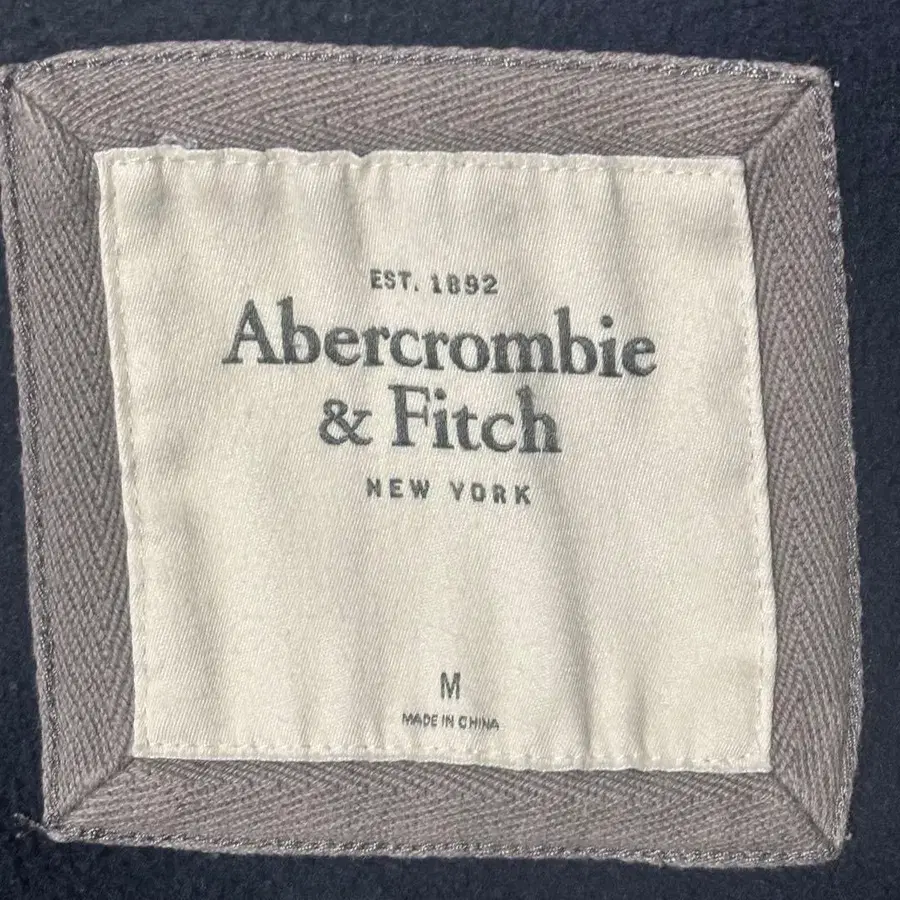 EST. 1892
Abercrombie
& Fitch
NEW YORK
M
MADE IN CHINA